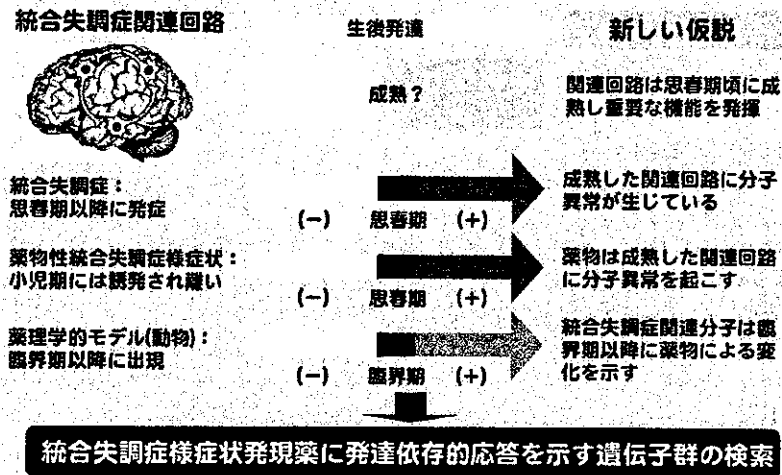 統合失調症関連回路
生後発達
新しい仮説
成熟？
関連回路は思春期頃に成
熟し重要な機能を発揮
統合失調症：
思春期以降に発症
(−) 思春期 (+)
成熟した関連回路に分子
異常が生じている
薬物性統合失調症様症状：
小児期には誘発され難い
(−) 思春期 (+)
薬物は成熟した関連回路
に分子異常を起こす
薬理学的モデル(動物)：
臨界期以降に出現
(−) 臨界期 (+)
統合失調症関連分子は臨
界期以降に薬物による変
化を示す
統合失調症様症状発現薬に発達依存的応答を示す遺伝子群の検索